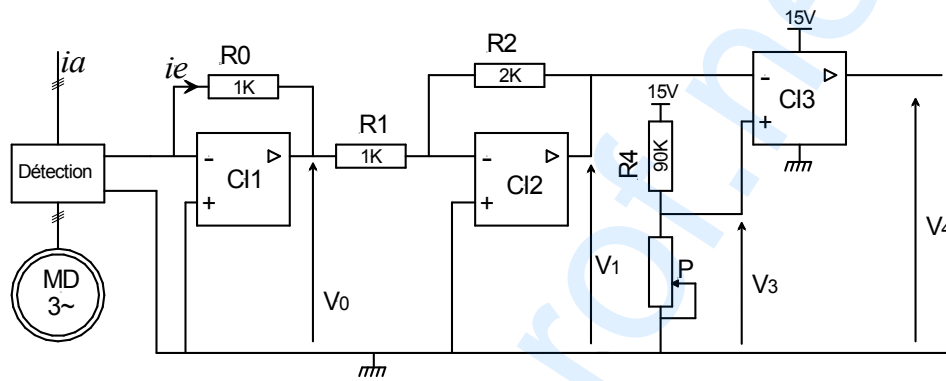 15V
ia
ie
R0
1K
R2
2K
15V
Détection
R1
1K
-
+
CI1
-
+
CI2
R4
90K
-
+
CI3
MD
3~
V0
V1
P
V3
V4